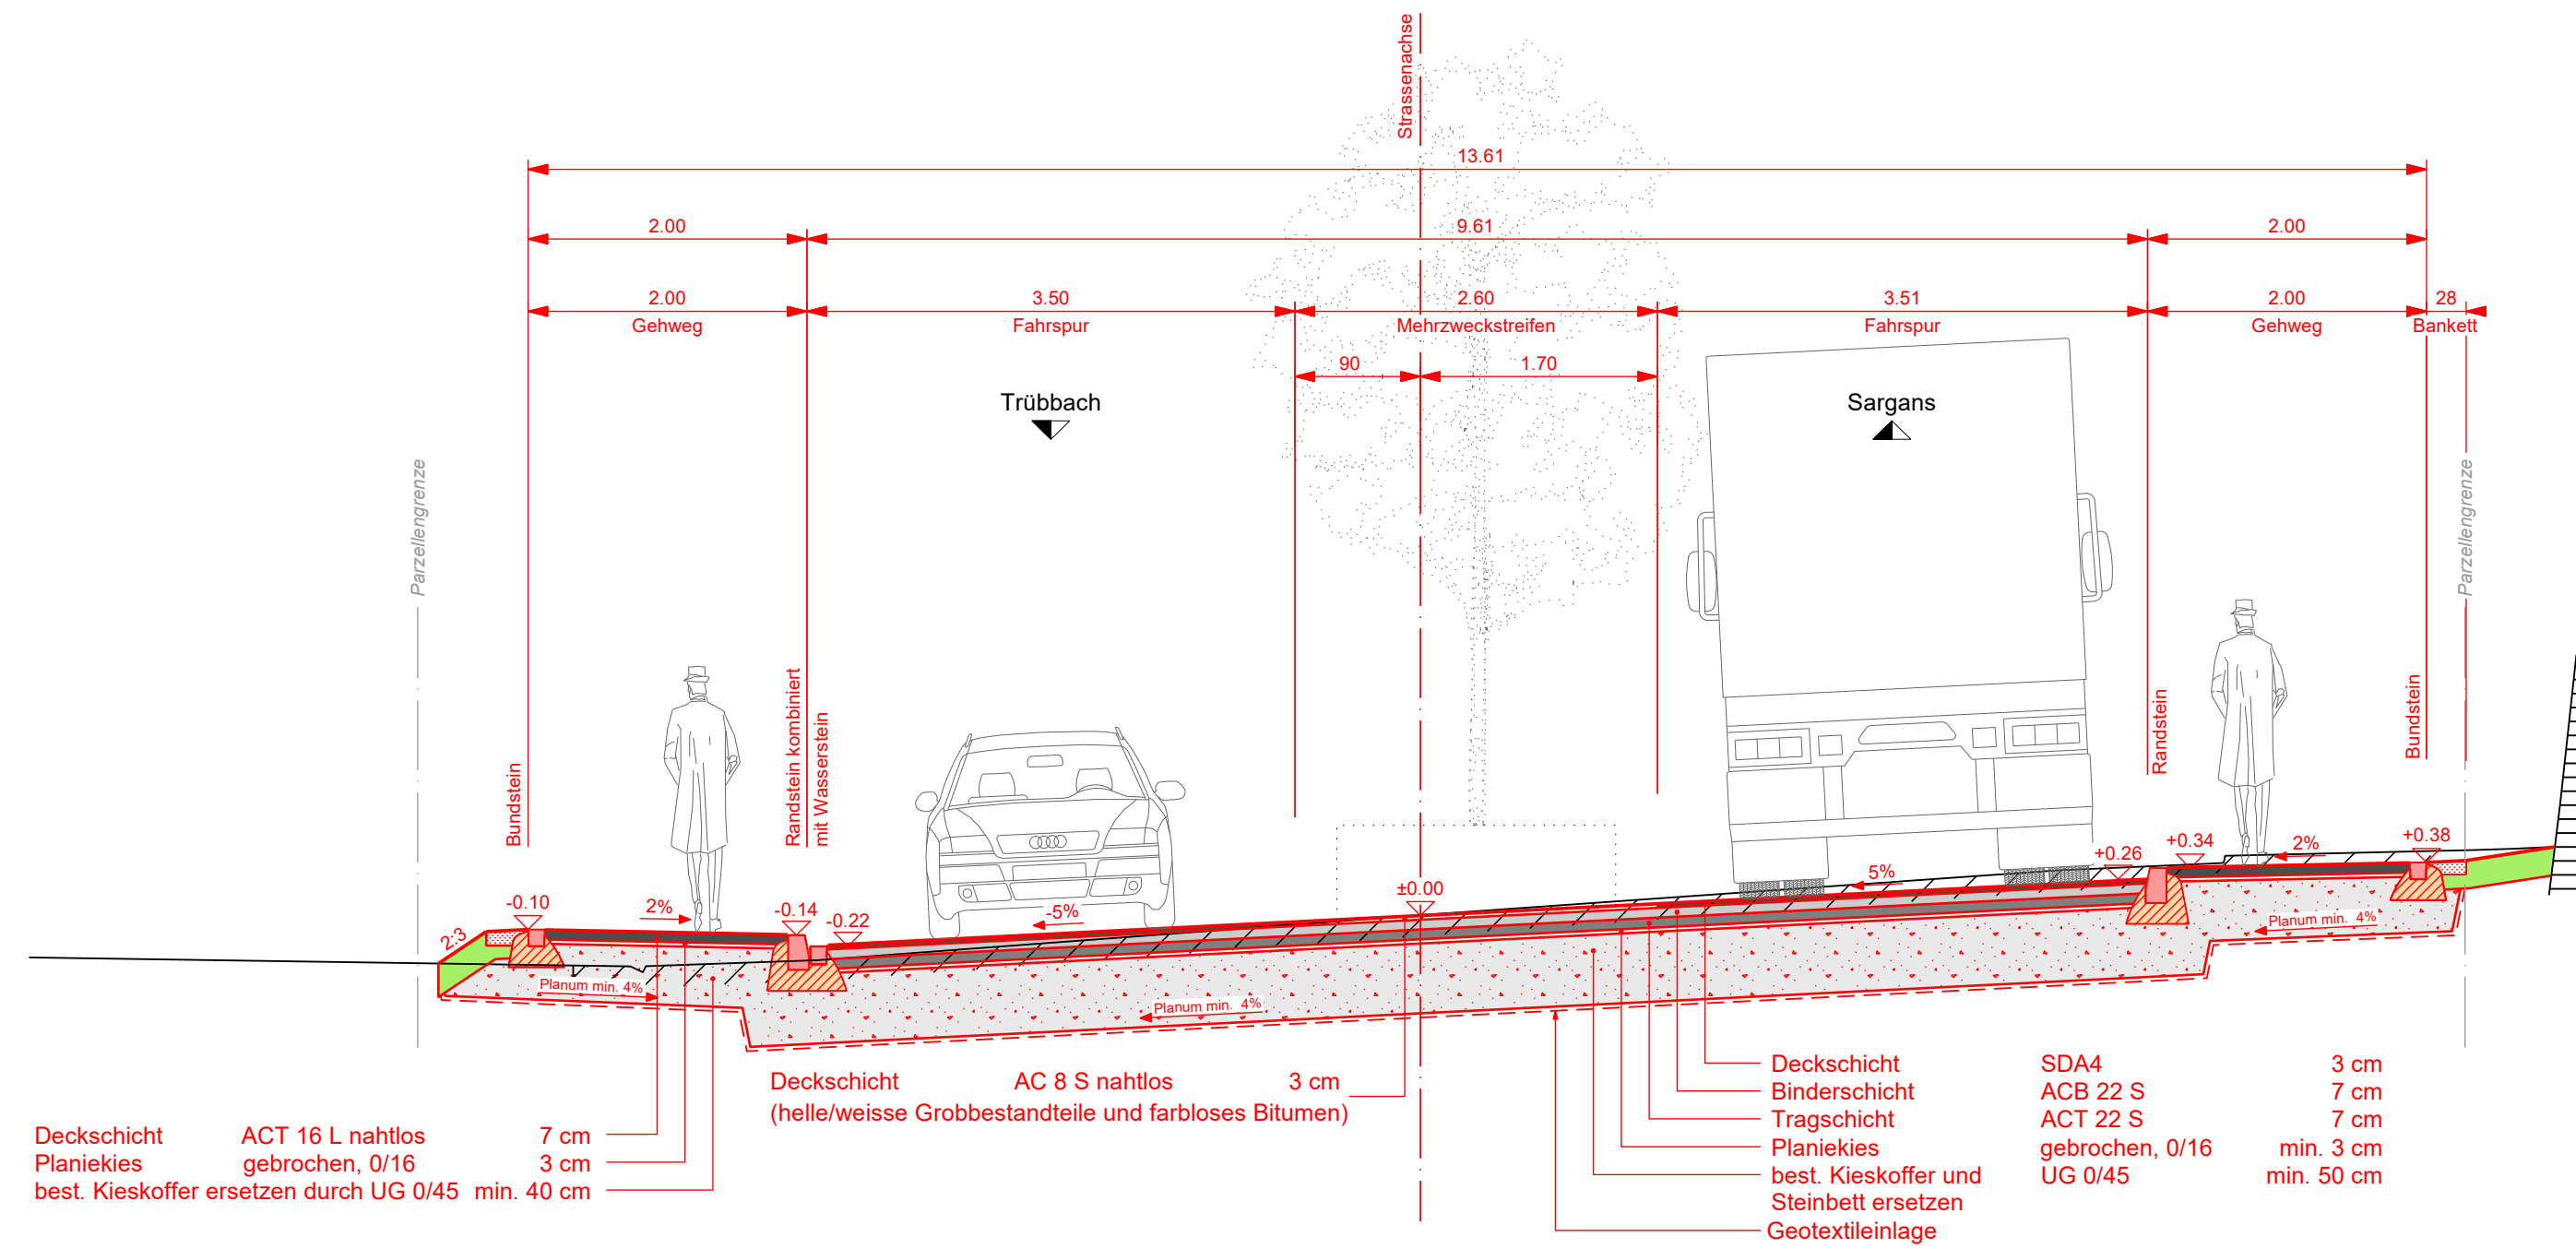 Strassenachse
13.61
2.00 9.61 2.00
2.00 3.50 2.60 3.51 2.00 28
Gehweg Fahrspur Mehrzweckstreifen Fahrspur Gehweg Bankett
90 1.70
Trübbach Sargans
Parzellengrenze
Parzellengrenze
Bundstein
Randstein kombiniert
mit Wasserstein
Randstein
Bundstein
2:3
-0.10
2%
-0.14
-0.22
-5%
±0.00
5%
+0.26
+0.34
2%
+0.38
Planum min. 4%
Planum min. 4%
Planum min. 4%
Deckschicht ACT 16 L nahtlos 7 cm
Planiekies gebrochen, 0/16 3 cm
best. Kieskoffer ersetzen durch UG 0/45 min. 40 cm
Deckschicht AC 8 S nahtlos 3 cm
(helle/weisse Grobbestandteile und farbloses Bitumen)
Deckschicht SDA4 3 cm
Binderschicht ACB 22 S 7 cm
Tragschicht ACT 22 S 7 cm
Planiekies gebrochen, 0/16 min. 3 cm
best. Kieskoffer und UG 0/45 min. 50 cm
Steinbett ersetzen
Geotextileinlage